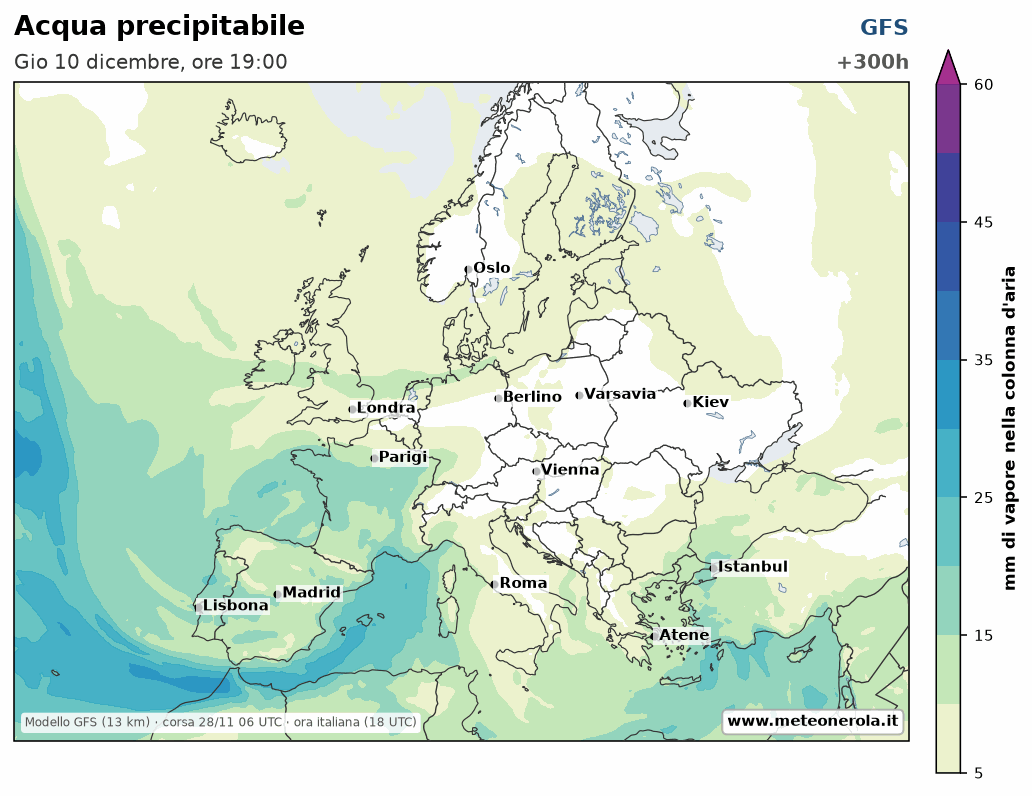 Acqua precipitabile
GFS
Gio 10 dicembre, ore 19:00
+300h
60
45
35
25
15
5
mm di vapore nella colonna d'aria
Oslo
Berlino
Varsavia
Kiev
Londra
Parigi
Vienna
Istanbul
Roma
Madrid
Lisbona
Atene
Modello GFS (13 km) · corsa 28/11 06 UTC · ora italiana (18 UTC)
www.meteonerola.it